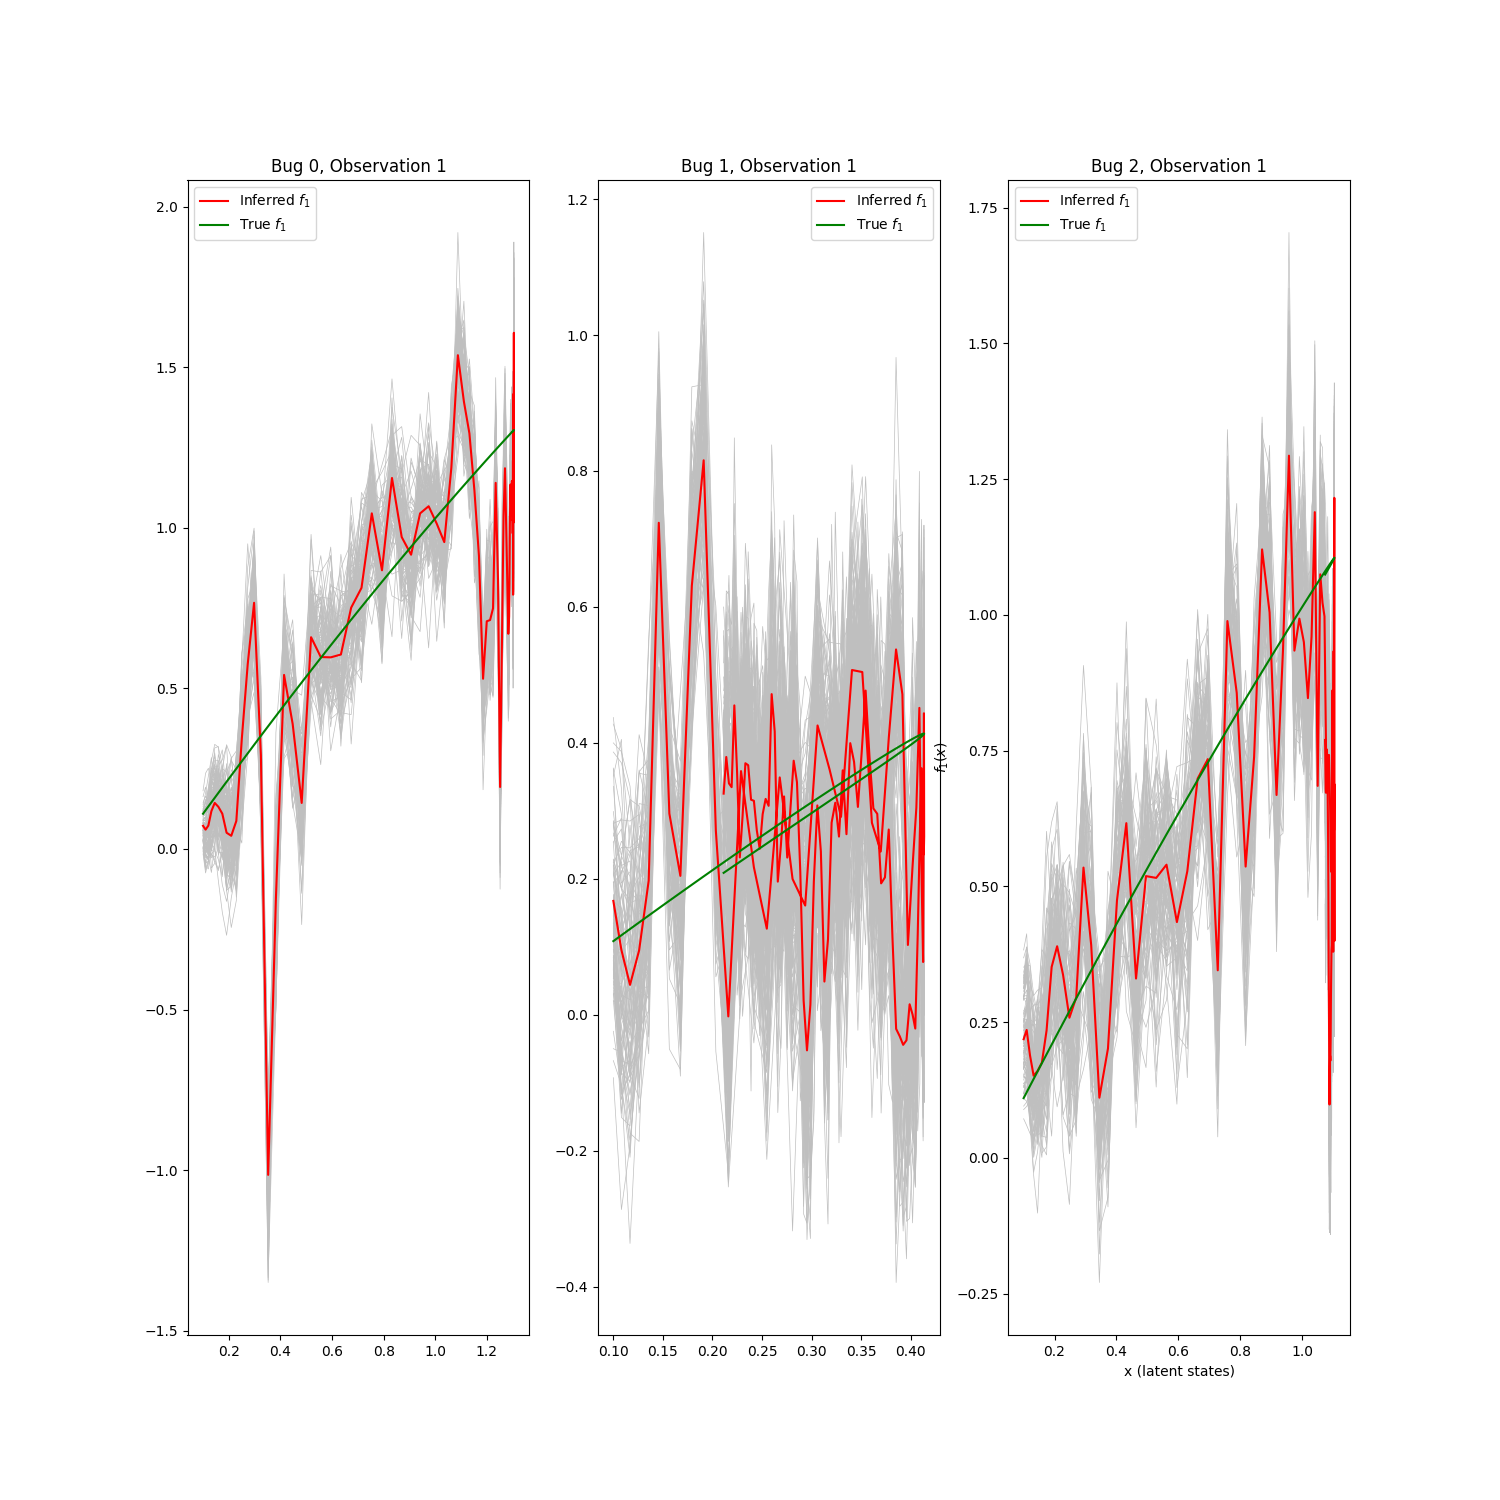 Bug 0, Observation 1
Inferred f₁
True f₁
2.0
1.5
1.0
0.5
0.0
−0.5
−1.0
−1.5
0.2 0.4 0.6 0.8 1.0 1.2
Bug 1, Observation 1
Inferred f₁
True f₁
1.2
1.0
0.8
0.6
0.4
0.2
0.0
−0.2
−0.4
0.10 0.15 0.20 0.25 0.30 0.35 0.40
Bug 2, Observation 1
Inferred f₁
True f₁
f₁(x)
1.75
1.50
1.25
1.00
0.75
0.50
0.25
0.00
−0.25
0.2 0.4 0.6 0.8 1.0
x (latent states)